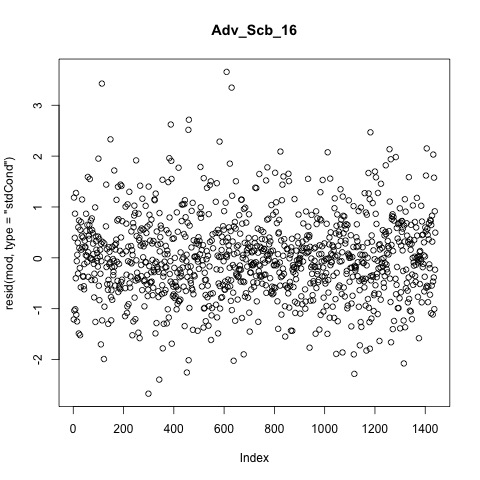 Adv_Scb_16
resid(mod, type = "stdCond")
3
2
1
0
-1
-2
0 200 400 600 800 1000 1200 1400
Index